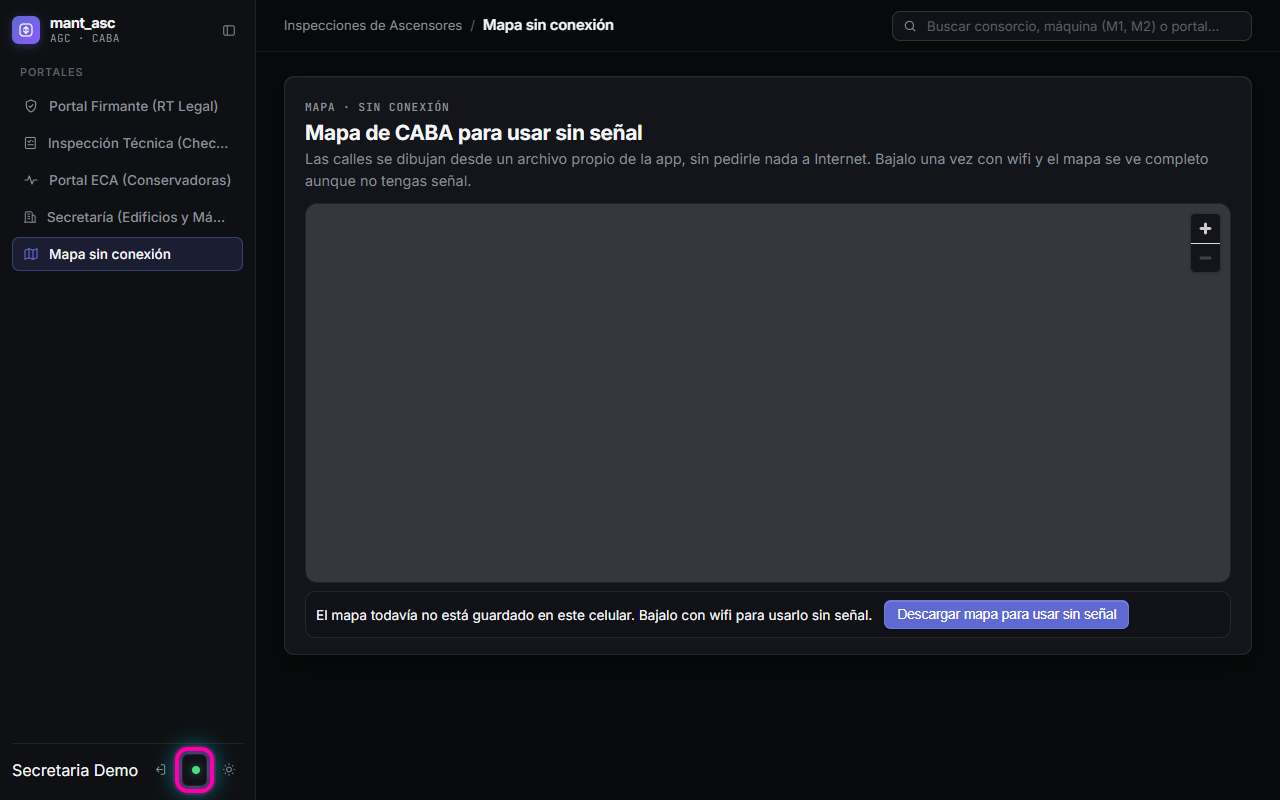 mant_asc
AGC · CABA
PORTALES
Portal Firmante (RT Legal)
Inspección Técnica (Chec...
Portal ECA (Conservadoras)
Secretaría (Edificios y Má...
Mapa sin conexión
Secretaria Demo
Inspecciones de Ascensores / Mapa sin conexión
Buscar consorcio, máquina (M1, M2) o portal...
MAPA · SIN CONEXIÓN
Mapa de CABA para usar sin señal
Las calles se dibujan desde un archivo propio de la app, sin pedirle nada a Internet. Bajalo una vez con wifi y el mapa se ve completo
aunque no tengas señal.
+
−
El mapa todavía no está guardado en este celular. Bajalo con wifi para usarlo sin señal.
Descargar mapa para usar sin señal